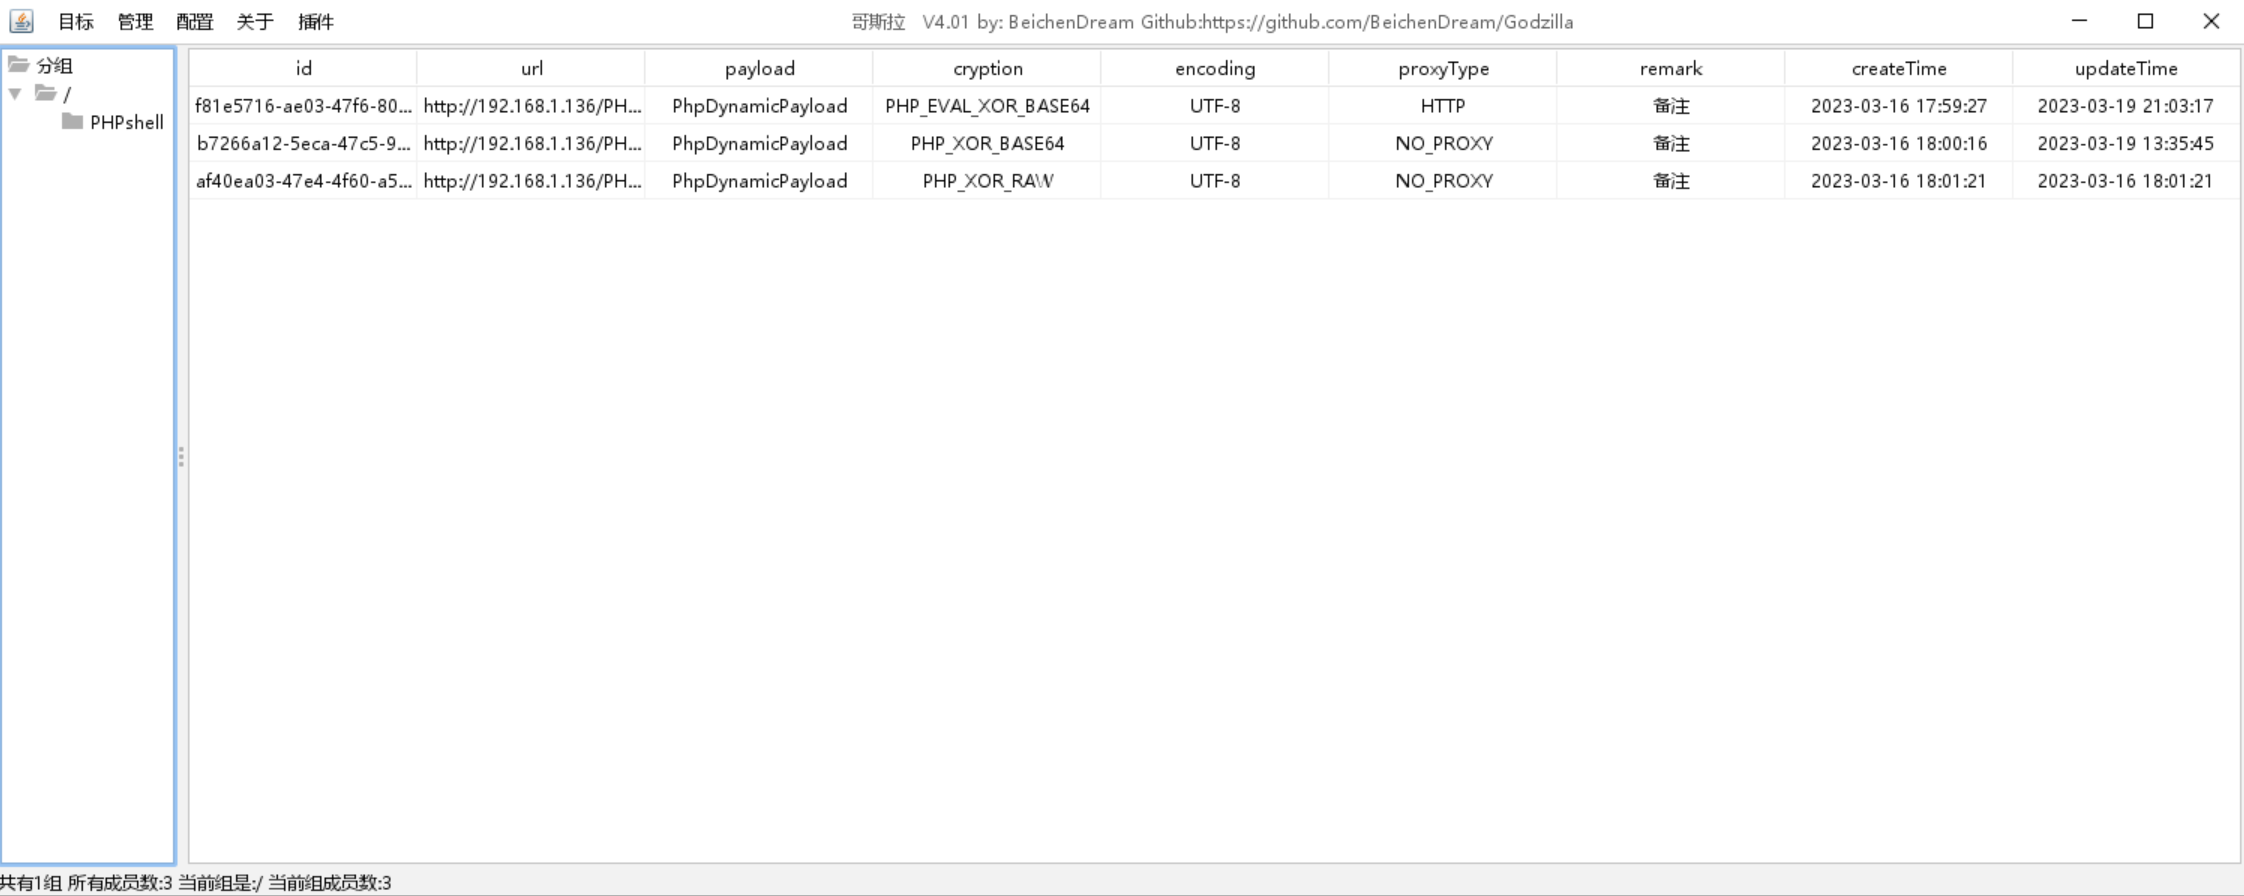 目标 管理 配置 关于 插件 哥斯拉 V4.01 by: BeichenDream Github:https://github.com/BeichenDream/Godzilla
分组
/
PHPshell
id url payload cryption encoding proxyType remark createTime updateTime
f81e5716-ae03-47f6-80... http://192.168.1.136/PH... PhpDynamicPayload PHP_EVAL_XOR_BASE64 UTF-8 HTTP 备注 2023-03-16 17:59:27 2023-03-19 21:03:17
b7266a12-5eca-47c5-9... http://192.168.1.136/PH... PhpDynamicPayload PHP_XOR_BASE64 UTF-8 NO_PROXY 备注 2023-03-16 18:00:16 2023-03-19 13:35:45
af40ea03-47e4-4f60-a5... http://192.168.1.136/PH... PhpDynamicPayload PHP_XOR_RAW UTF-8 NO_PROXY 备注 2023-03-16 18:01:21 2023-03-16 18:01:21
共有1组 所有成员数:3 当前组是:/ 当前组成员数:3